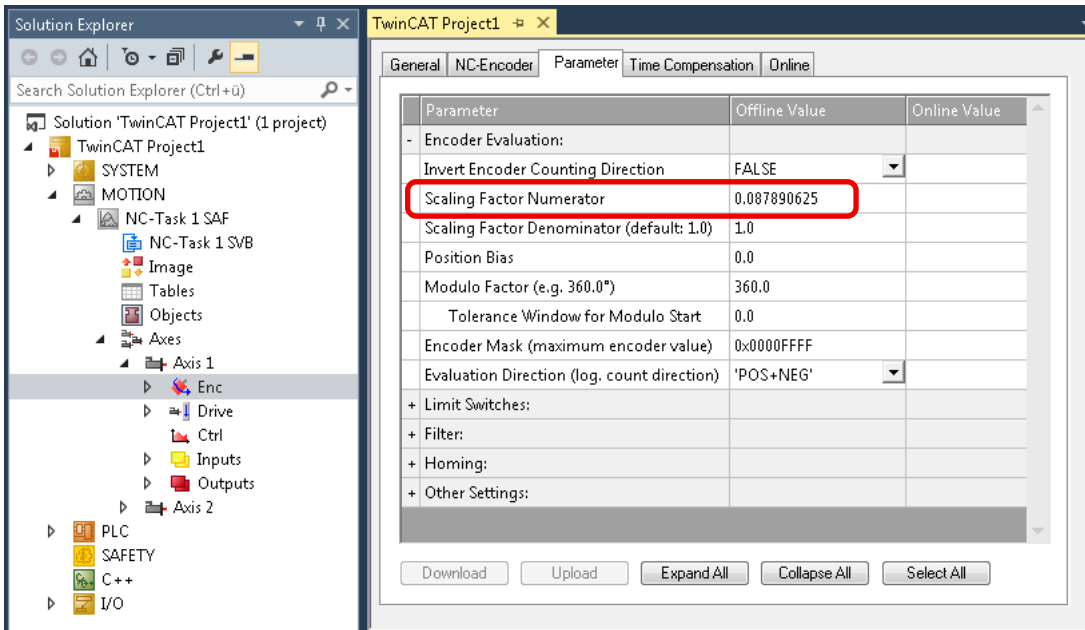 Solution Explorer
Search Solution Explorer (Ctrl+ü)
Solution 'TwinCAT Project1' (1 project)
TwinCAT Project1
SYSTEM
MOTION
NC-Task 1 SAF
NC-Task 1 SVB
Image
Tables
Objects
Axes
Axis 1
Enc
Drive
Ctrl
Inputs
Outputs
Axis 2
PLC
SAFETY
C++
I/O
TwinCAT Project1
General NC-Encoder Parameter Time Compensation Online
Parameter Offline Value Online Value
- Encoder Evaluation:
Invert Encoder Counting Direction FALSE
Scaling Factor Numerator 0.087890625
Scaling Factor Denominator (default: 1.0) 1.0
Position Bias 0.0
Modulo Factor (e.g. 360.0°) 360.0
Tolerance Window for Modulo Start 0.0
Encoder Mask (maximum encoder value) 0x0000FFFF
Evaluation Direction (log. count direction) 'POS+NEG'
+ Limit Switches:
+ Filter:
+ Homing:
+ Other Settings:
Download Upload Expand All Collapse All Select All